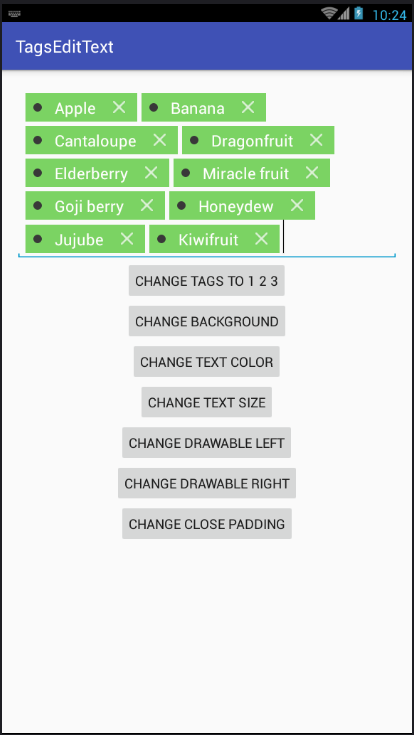 10:24
TagsEditText
Apple Banana
Cantaloupe Dragonfruit
Elderberry Miracle fruit
Goji berry Honeydew
Jujube Kiwifruit
CHANGE TAGS TO 1 2 3
CHANGE BACKGROUND
CHANGE TEXT COLOR
CHANGE TEXT SIZE
CHANGE DRAWABLE LEFT
CHANGE DRAWABLE RIGHT
CHANGE CLOSE PADDING